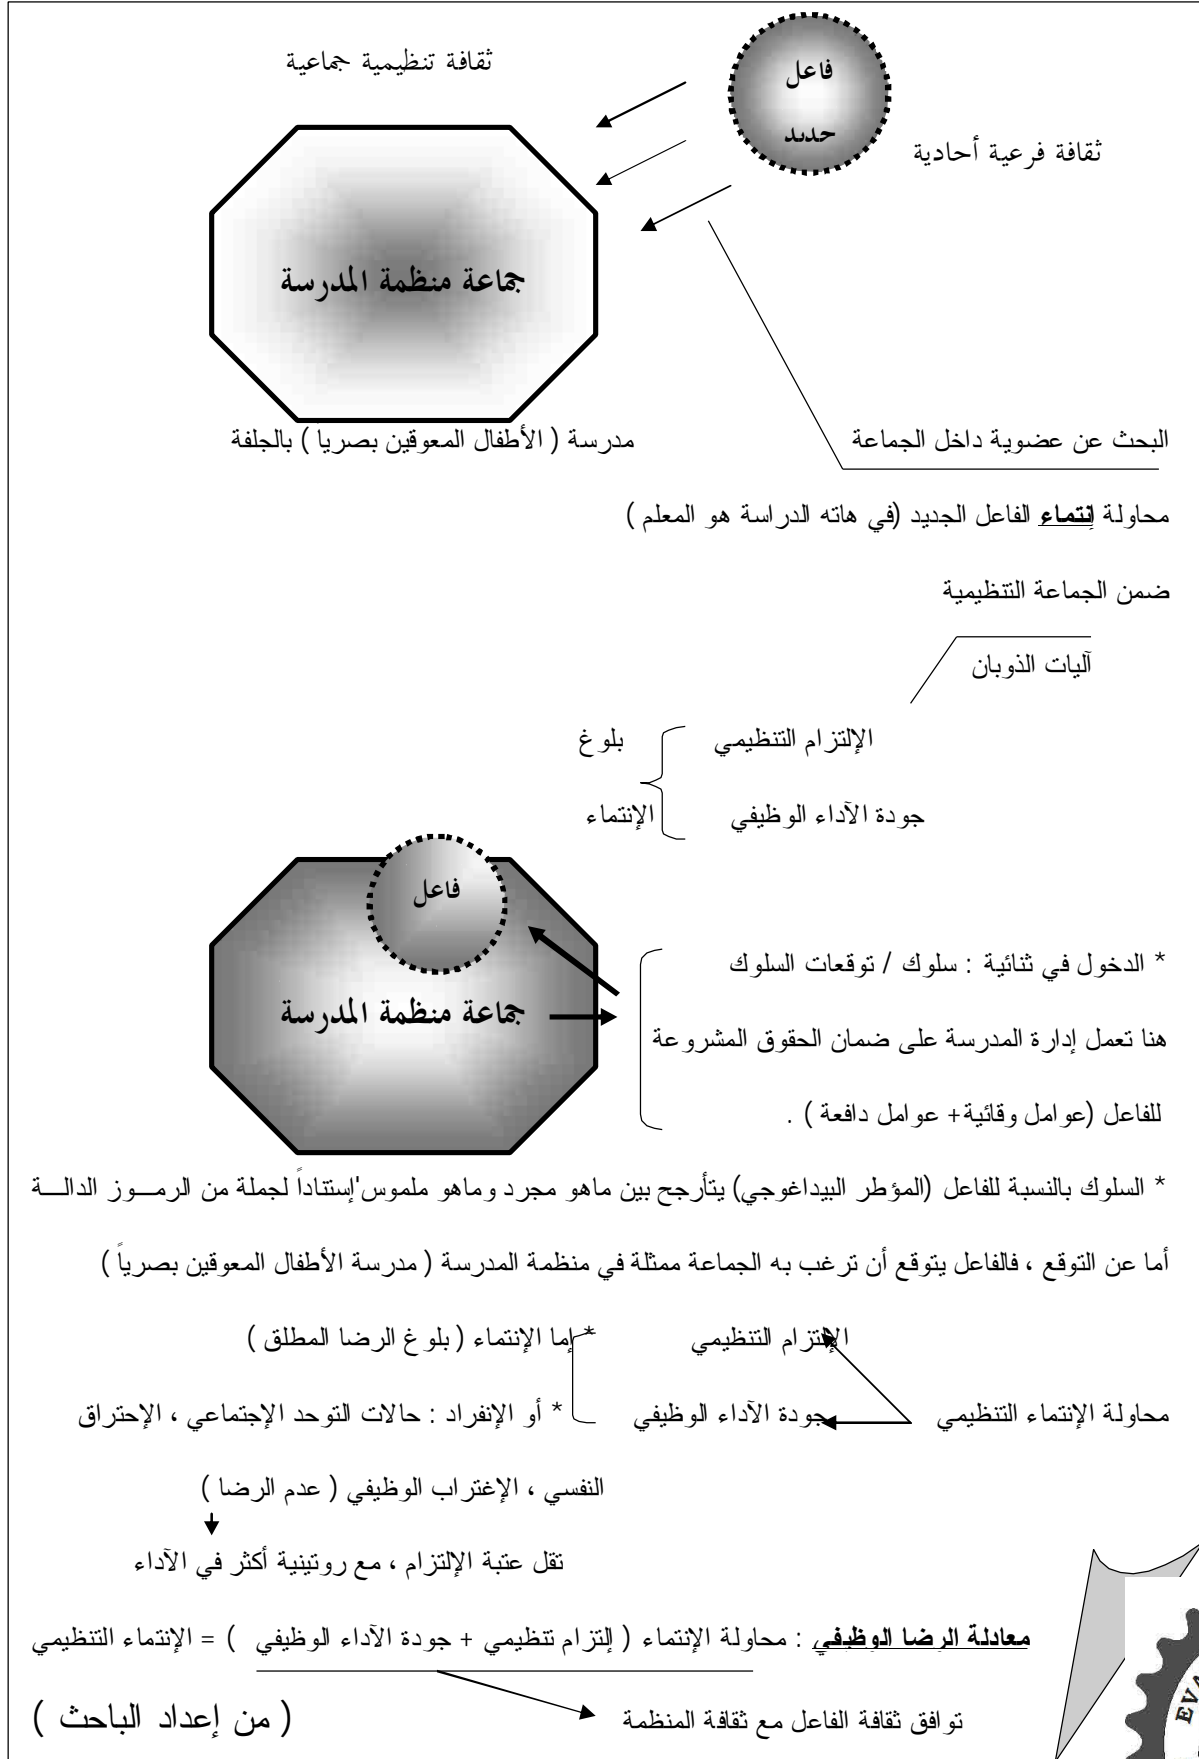 ثقافة تنظيمية جماعية
فاعل
جديد
ثقافة فرعية أحادية
جماعة منظمة المدرسة
مدرسة ( الأطفال المعوقين بصرياً ) بالجلفة
البحث عن عضوية داخل الجماعة
محاولة إنتماء الفاعل الجديد (في هاته الدراسة هو المعلم )
ضمن الجماعة التنظيمية
آليات الذوبان
الإلتزام التنظيمي بلوغ
جودة الآداء الوظيفي الإنتماء
فاعل
* الدخول في ثنائية : سلوك / توقعات السلوك
جماعة منظمة المدرسة
هنا تعمل إدارة المدرسة على ضمان الحقوق المشروعة
للفاعل (عوامل وقائية+ عوامل دافعة ) .
* السلوك بالنسبة للفاعل (المؤطر البيداغوجي) يتأرجح بين ماهو مجرد وماهو ملموس'إستناداً لجملة من الرمـــوز الدالـــة
أما عن التوقع ، فالفاعل يتوقع أن ترغب به الجماعة ممثلة في منظمة المدرسة ( مدرسة الأطفال المعوقين بصرياً )
الإلتزام التنظيمي * إما الإنتماء ( بلوغ الرضا المطلق )
محاولة الإنتماء التنظيمي جودة الآداء الوظيفي * أو الإنفراد : حالات التوحد الإجتماعي ، الإحتراق
النفسي ، الإغتراب الوظيفي ( عدم الرضا )
تقل عتبة الإلتزام ، مع روتينية أكثر في الآداء
معادلة الرضا الوظيفي : محاولة الإنتماء ( إلتزام تنظيمي + جودة الآداء الوظيفي ) = الإنتماء التنظيمي
توافق ثقافة الفاعل مع ثقافة المنظمة
( من إعداد الباحث )